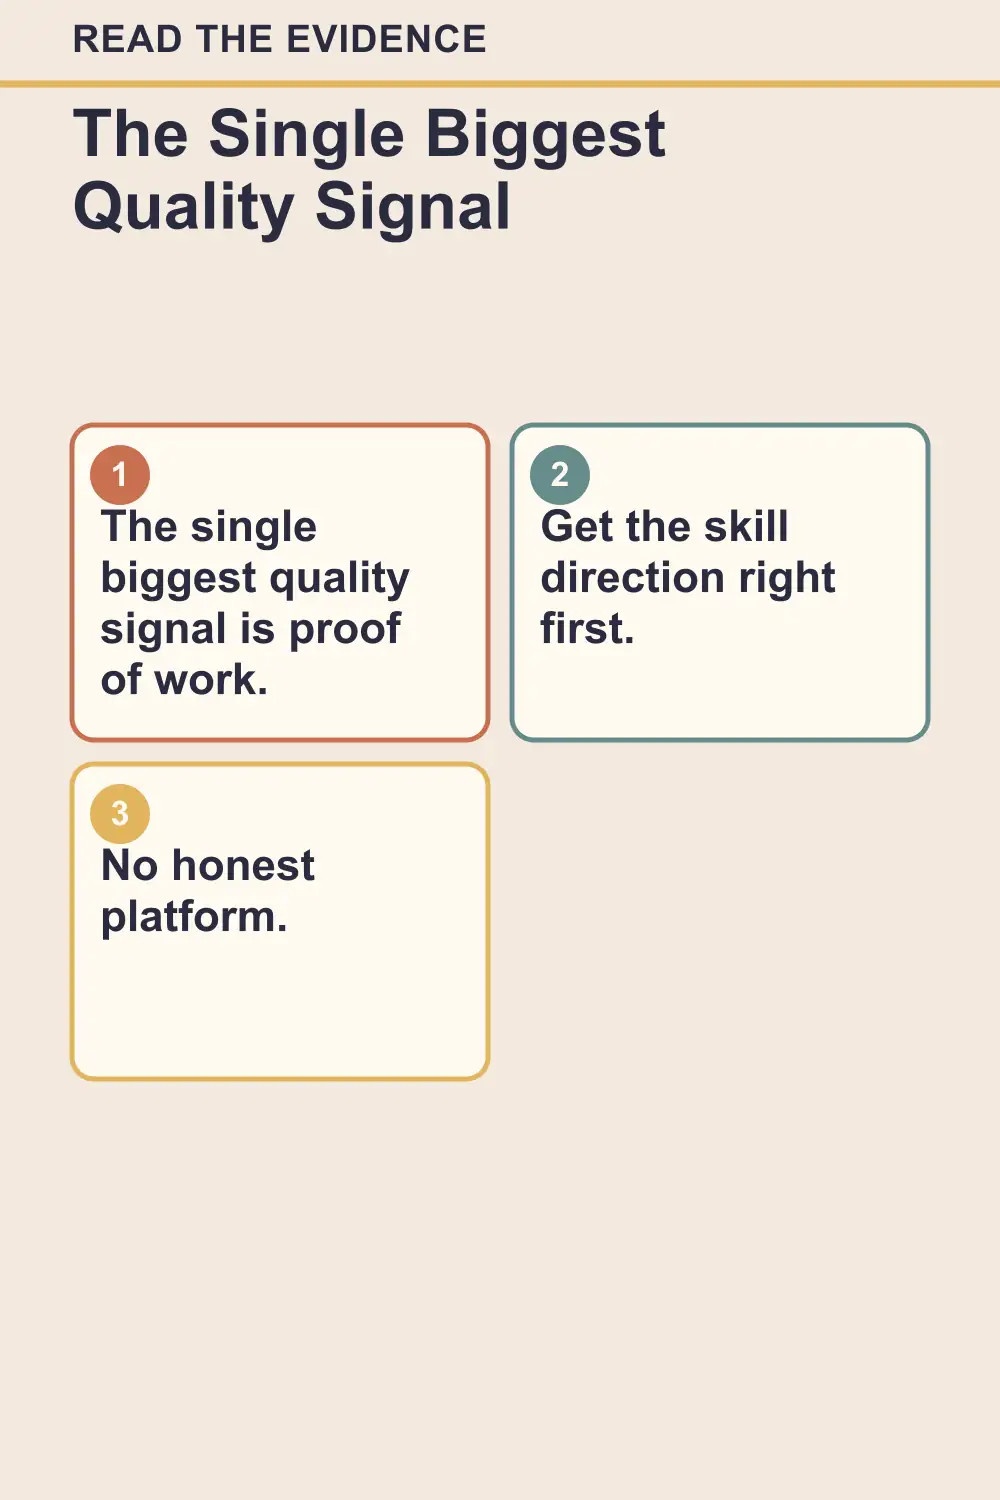 READ THE EVIDENCE
The Single Biggest
Quality Signal
1
The single
biggest quality
signal is proof
of work.
2
Get the skill
direction right
first.
3
No honest
platform.